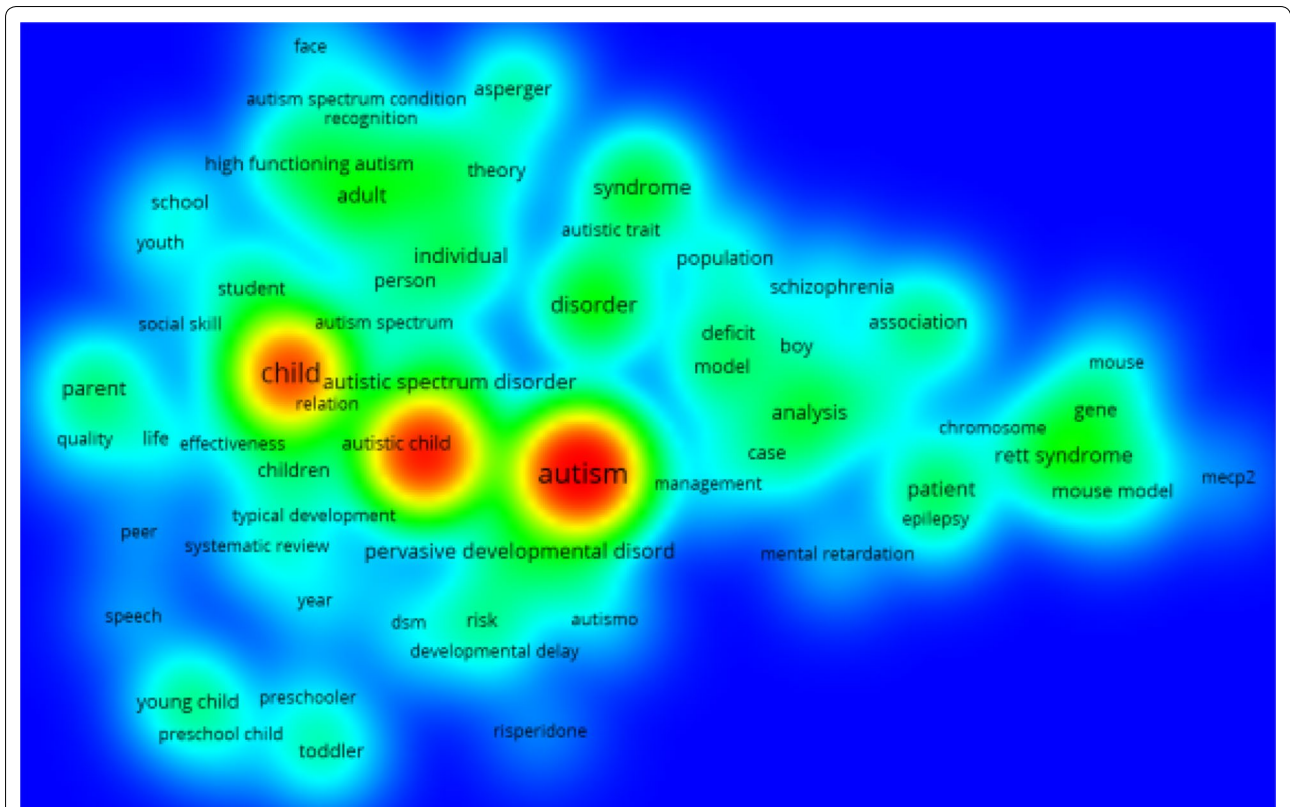 face
asperger
autism spectrum condition
recognition
high functioning autism
theory
syndrome
adult
school
autistic trait
youth
individual
population
person
student
schizophrenia
disorder
social skill
autism spectrum
association
deficit
boy
mouse
model
child
autistic spectrum disorder
parent
relation
gene
analysis
chromosome
quality
life
effectiveness
autistic child
case
rett syndrome
children
autism
management
mecp2
patient
mouse model
typical development
epilepsy
peer
systematic review
pervasive developmental disord
mental retardation
year
speech
dsm
risk
autismo
developmental delay
young child
preschooler
preschool child
risperidone
toddler